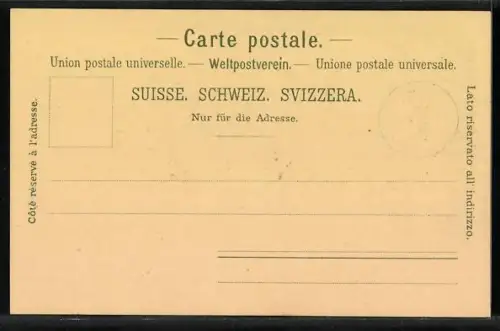 — Carte postale. —
Union postale universelle. — Weltpostverein. — Unione postale universale.
SUISSE. SCHWEIZ. SVIZZERA.
Nur für die Adresse.
Côté réservé à l'adresse.
Lato riservato all' indirizzo.